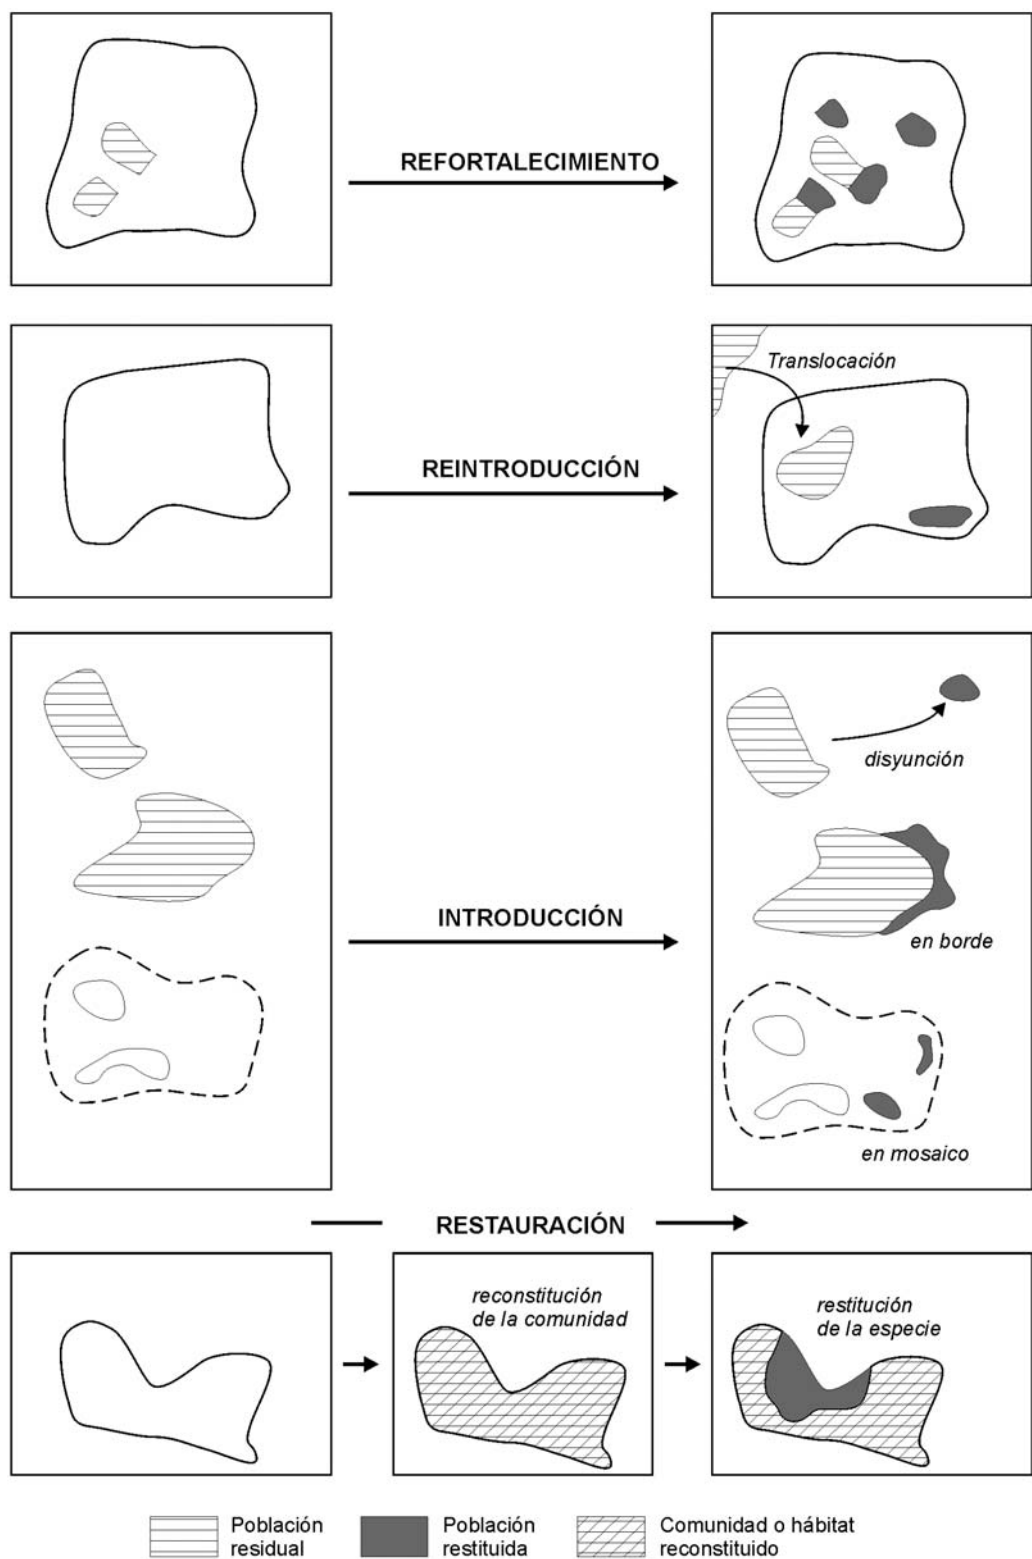 REFORTALECIMIENTO
Translocación
REINTRODUCCIÓN
disyunción
INTRODUCCIÓN
en borde
en mosaico
RESTAURACIÓN
reconstitución
de la comunidad
restitución
de la especie
Población
residual
Población
restituida
Comunidad o hábitat
reconstituido